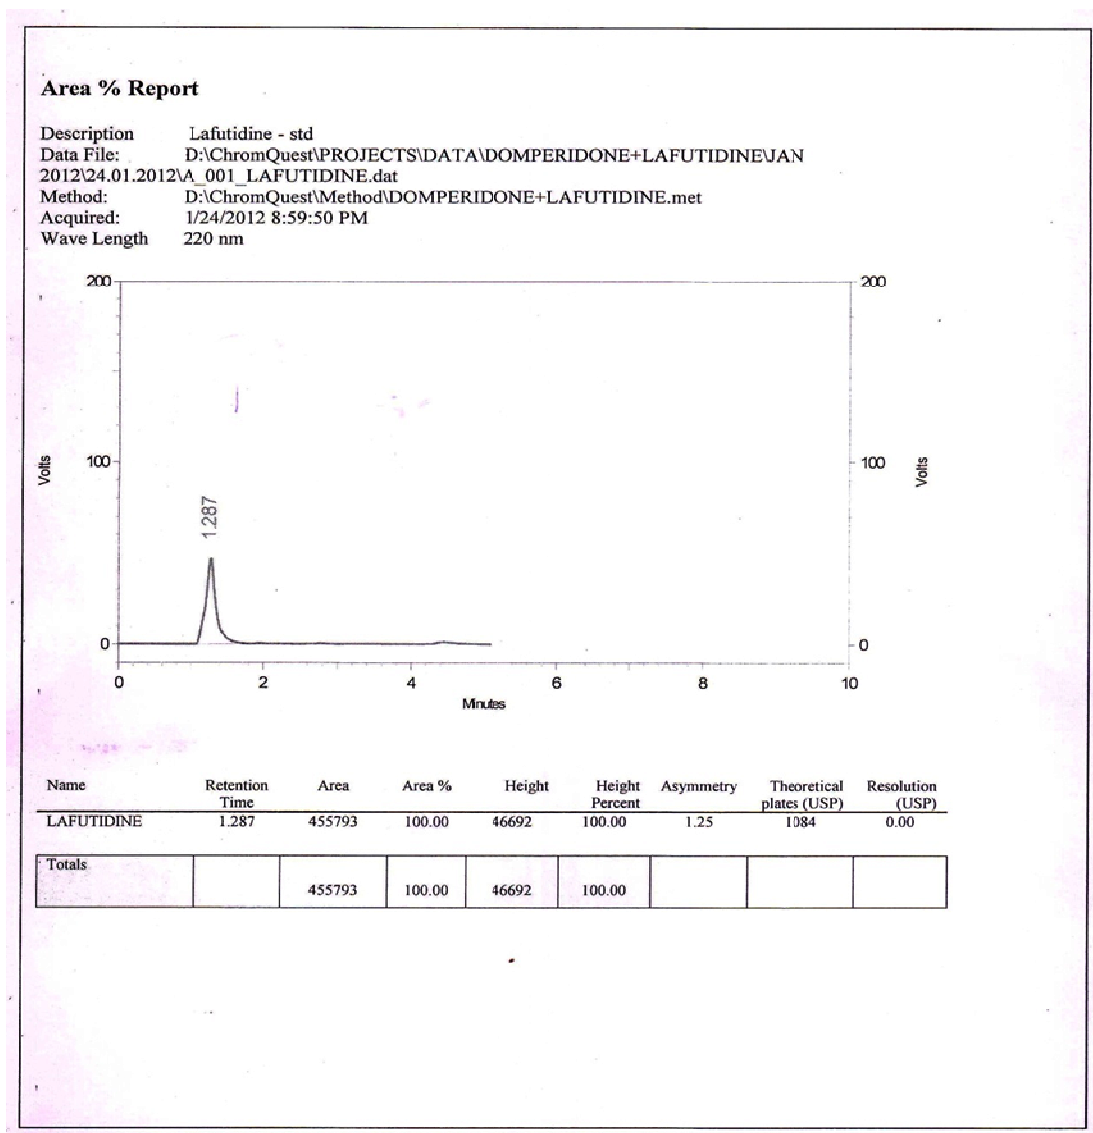 Area % Report
Description Lafutidine - std
Data File: D:\ChromQuest\PROJECTS\DATA\DOMPERIDONE+LAFUTIDINE\JAN
2012\24.01.2012\A_001_LAFUTIDINE.dat
Method: D:\ChromQuest\Method\DOMPERIDONE+LAFUTIDINE.met
Acquired: 1/24/2012 8:59:50 PM
Wave Length 220 nm
200 200
Volts 100 100 Volts
1.287
0 0
0 2 4 6 8 10
Minutes
Name Retention Time Area Area % Height Height Percent Asymmetry Theoretical plates (USP) Resolution (USP)
LAFUTIDINE 1.287 455793 100.00 46692 100.00 1.25 1084 0.00
Totals
455793 100.00 46692 100.00